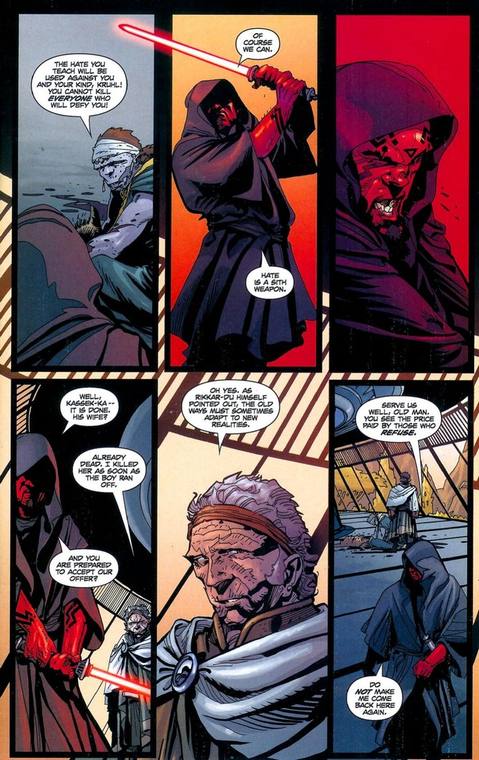 THE HATE YOU
TEACH WILL BE
USED AGAINST YOU
AND YOUR KIND, KRUHL!
YOU CANNOT KILL
EVERYONE WHO
WILL DEFY YOU!
OF
COURSE
WE CAN.
HATE
IS A SITH
WEAPON.
WELL,
KASSEK-KA--
IT IS DONE.
HIS WIFE?
ALREADY
DEAD. I KILLED
HER AS SOON AS
THE BOY RAN
OFF.
AND YOU
ARE PREPARED
TO ACCEPT OUR
OFFER?
OH YES. AS
RIKKAR-DU HIMSELF
POINTED OUT, THE OLD
WAYS MUST SOMETIMES
ADAPT TO NEW
REALITIES.
SERVE US
WELL, OLD MAN.
YOU SEE THE PRICE
PAID BY THOSE WHO
REFUSE.
DO
NOT MAKE
ME COME
BACK HERE
AGAIN.